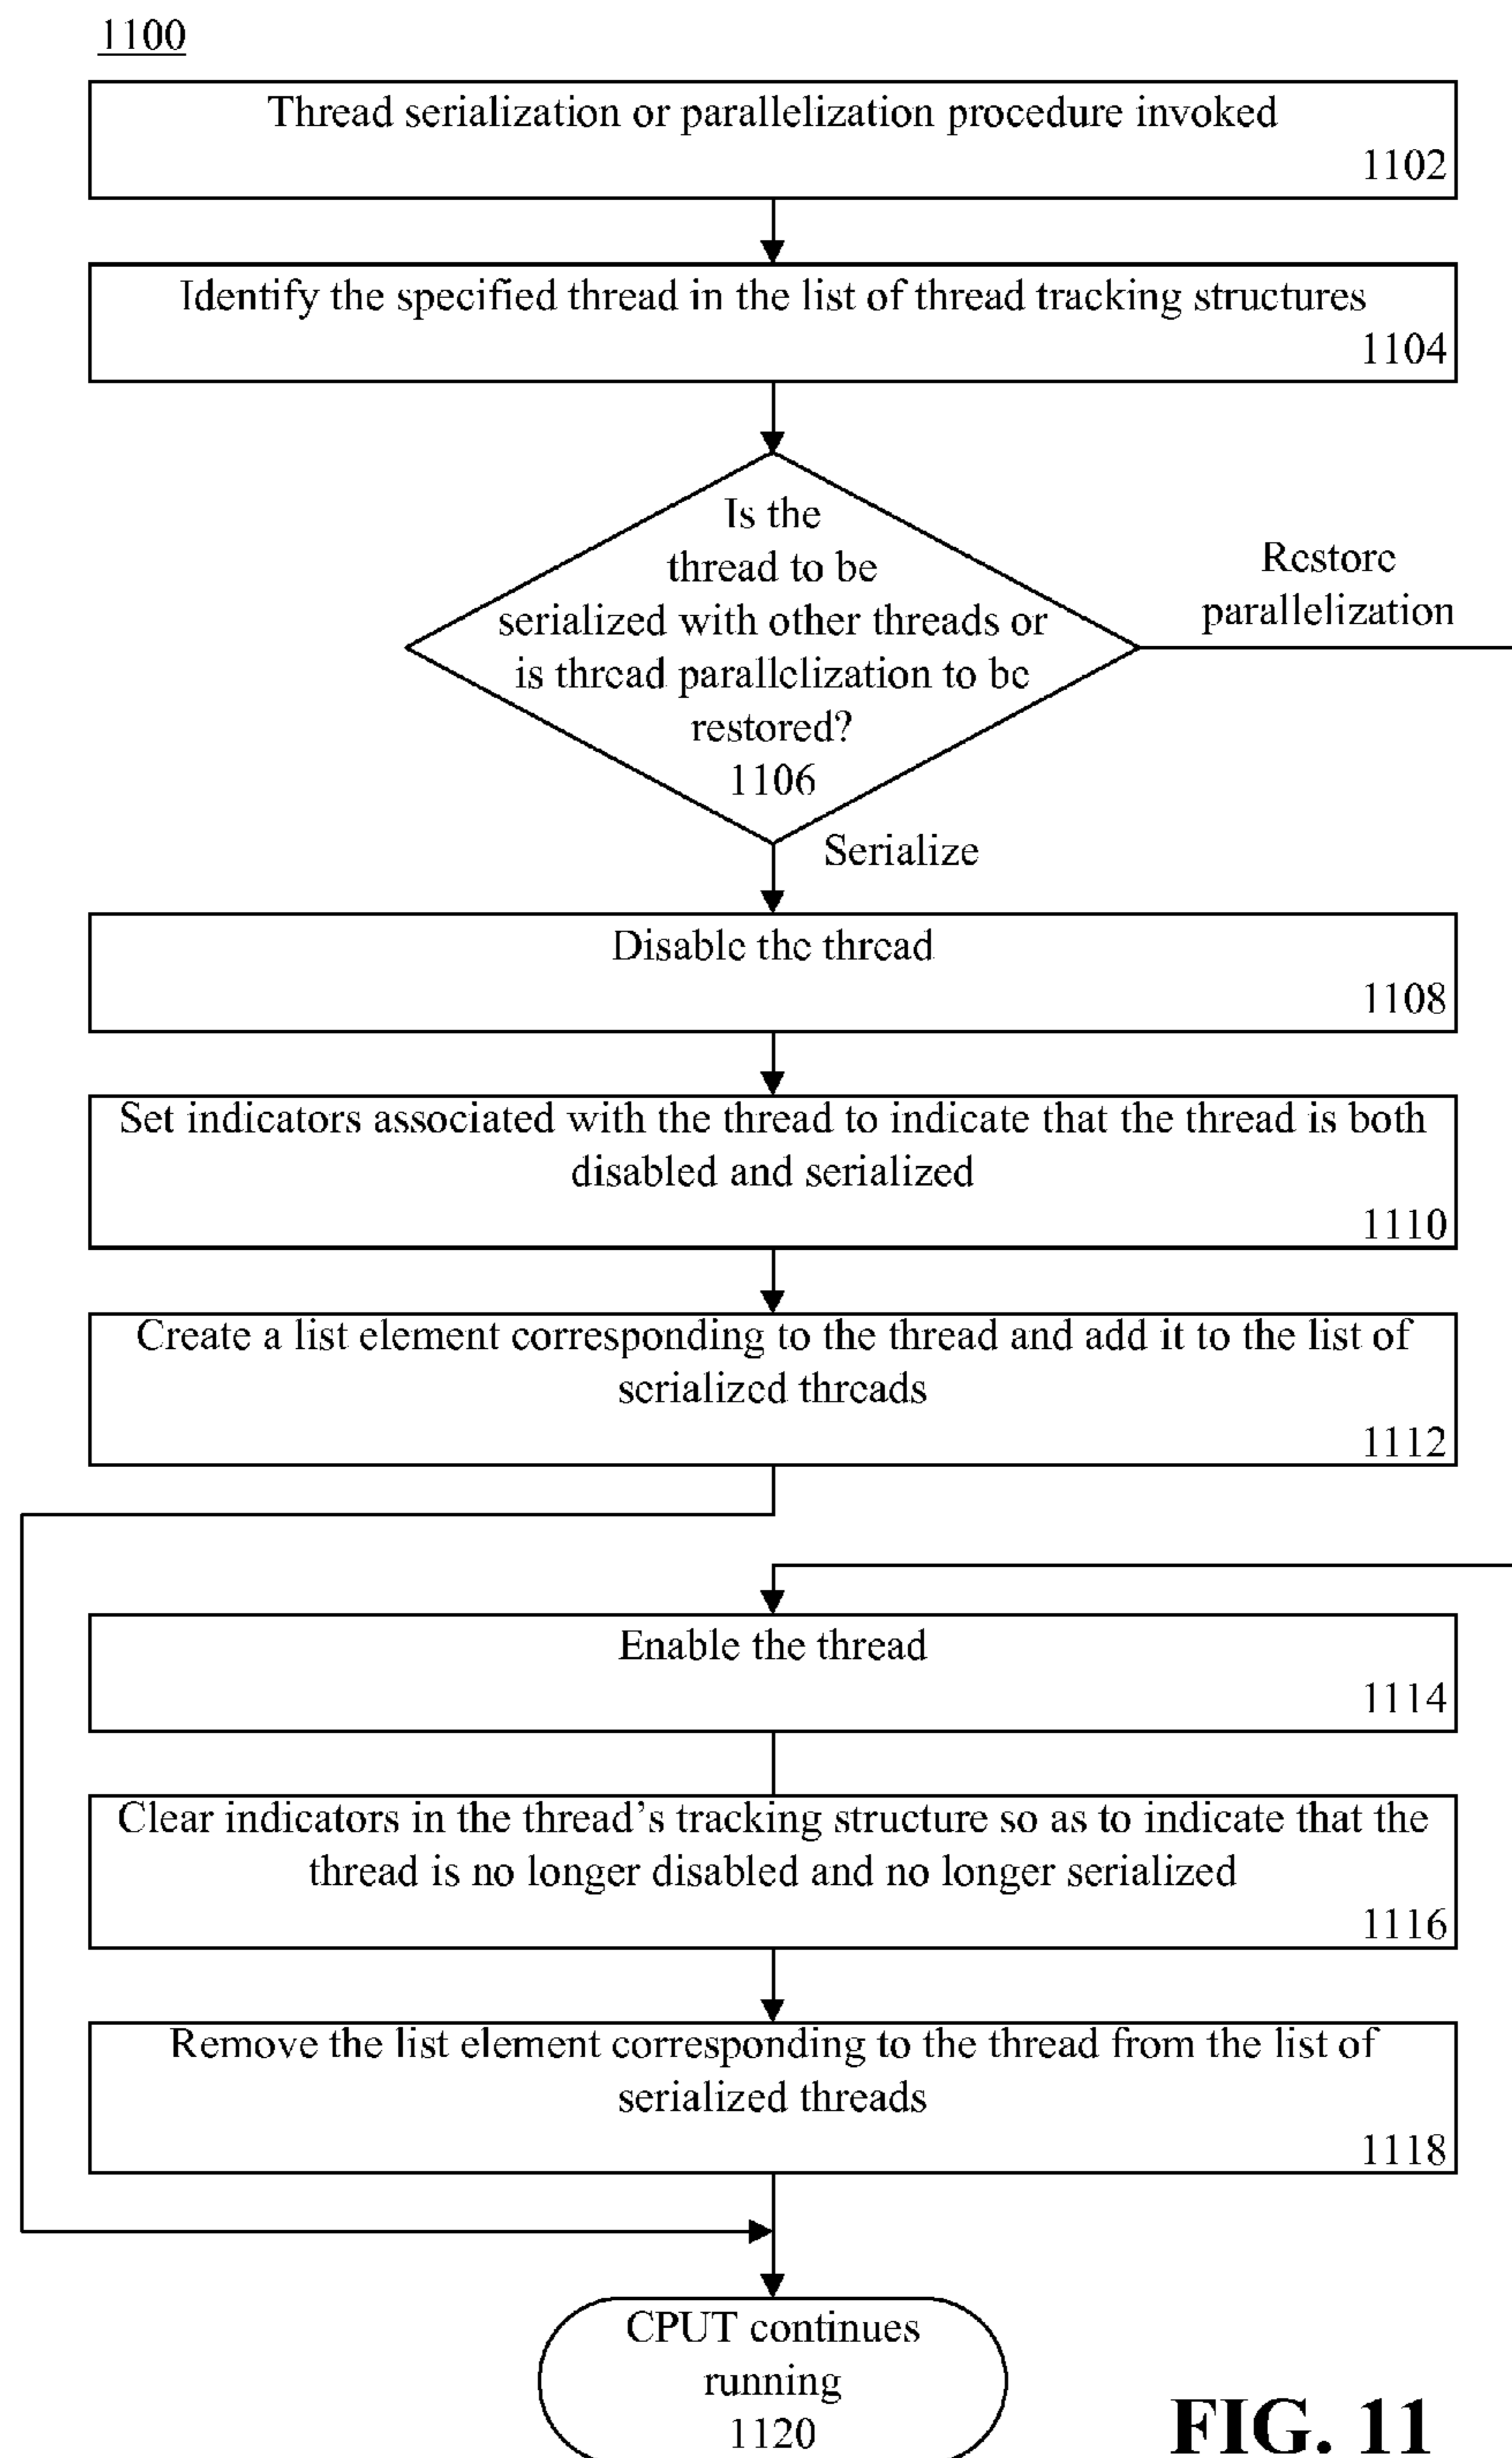 1100
Thread serialization or parallelization procedure invoked
1102
Identify the specified thread in the list of thread tracking structures
1104
Is the
thread to be
serialized with other threads or
is thread parallelization to be
restored?
1106
Restore
parallelization
Serialize
Disable the thread
1108
Set indicators associated with the thread to indicate that the thread is both
disabled and serialized
1110
Create a list element corresponding to the thread and add it to the list of
serialized threads
1112
Enable the thread
1114
Clear indicators in the thread’s tracking structure so as to indicate that the
thread is no longer disabled and no longer serialized
1116
Remove the list element corresponding to the thread from the list of
serialized threads
1118
CPUT continues
running
1120
FIG. 11